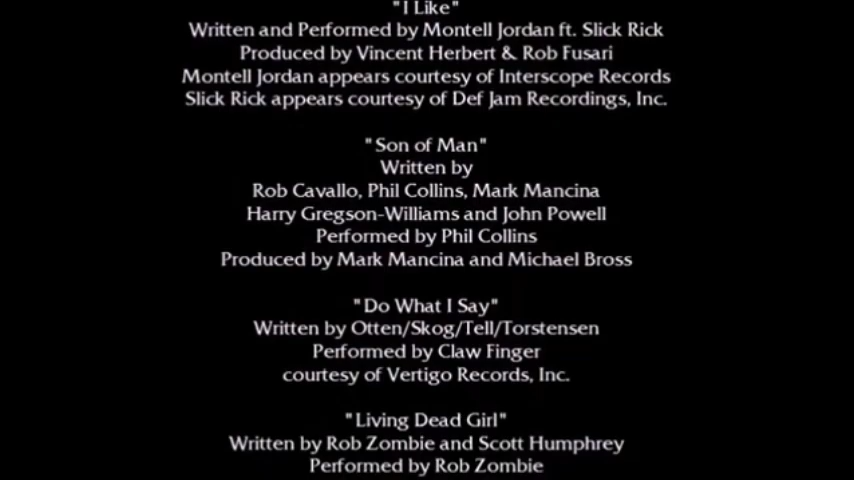 "I Like"
Written and Performed by Montell Jordan ft. Slick Rick
Produced by Vincent Herbert & Rob Fusari
Montell Jordan appears courtesy of Interscope Records
Slick Rick appears courtesy of Def Jam Recordings, Inc.
"Son of Man"
Written by
Rob Cavallo, Phil Collins, Mark Mancina
Harry Gregson-Williams and John Powell
Performed by Phil Collins
Produced by Mark Mancina and Michael Bross
"Do What I Say"
Written by Otten/Skog/Tell/Torstensen
Performed by Claw Finger
courtesy of Vertigo Records, Inc.
"Living Dead Girl"
Written by Rob Zombie and Scott Humphrey
Performed by Rob Zombie